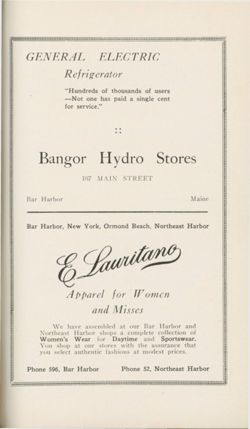 GENERAL ELECTRIC
Refrigerator
"Hundreds of thousands of users
—Not one has paid a single cent
for service."
::
Bangor Hydro Stores
167 MAIN STREET
Bar Harbor Maine
Bar Harbor, New York, Ormond Beach, Northeast Harbor
E Lauritano
Apparel for Women
and Misses
We have assembled at our Bar Harbor and
Northeast Harbor shops a complete collection of
Women's Wear for Daytime and Sportswear.
You shop at our stores with the assurance that
you select authentic fashions at modest prices.
Phone 596, Bar Harbor Phone 52, Northeast Harbor